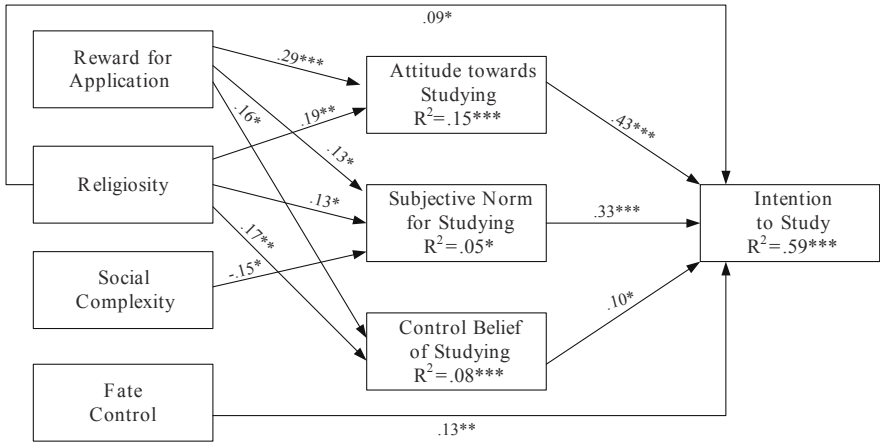 .09*
Reward for
Application
.29***
Attitude towards
Studying
R²=.15***
.16*
.19**
.43***
.13*
Religiosity
.13*
Subjective Norm
for Studying
R²=.05*
.33***
Intention
to Study
R²=.59***
.17**
Social
Complexity
-.15*
.10*
Control Belief
of Studying
R²=.08***
Fate
Control
.13**